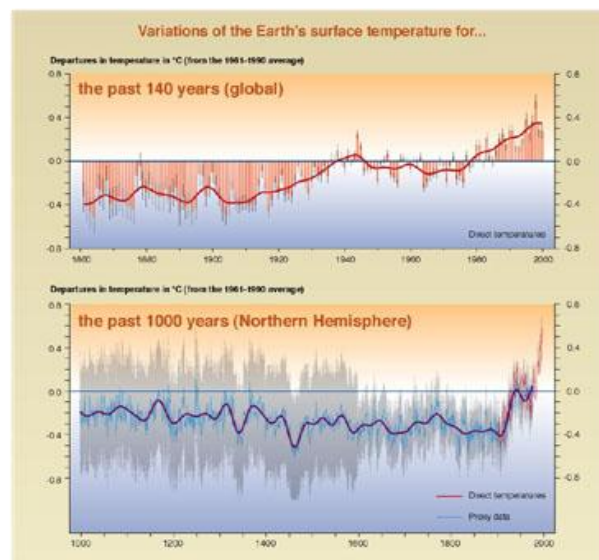 Variations of the Earth's surface temperature for...
Departures in temperature in °C (from the 1961-1990 average)
the past 140 years (global)
0.8 0.8
0.4 0.4
0.0 0.0
-0.4 -0.4
Direct temperatures
-0.8 -0.8
1860 1880 1900 1920 1940 1960 1980 2000
Departures in temperature in °C (from the 1961-1990 average)
0.8 0.8
the past 1000 years (Northern Hemisphere)
0.4 0.4
0.0 0.0
-0.4 -0.4
-0.8 -0.8
Direct temperatures
Proxy data
1000 1200 1400 1600 1800 2000